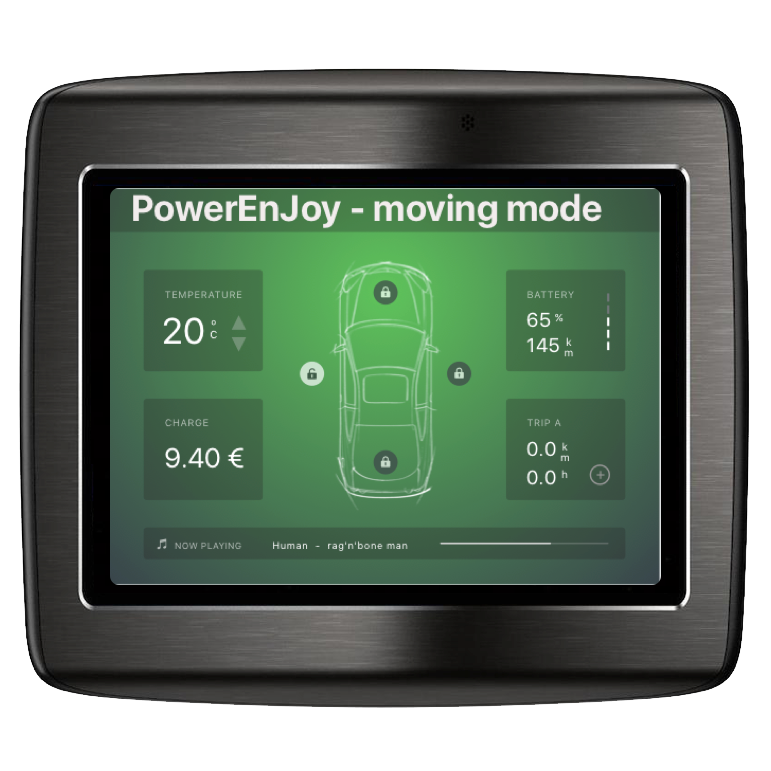 PowerEnJoy - moving mode
TEMPERATURE
20 º C
BATTERY
65 %
145 km
CHARGE
9.40 €
TRIP A
0.0 km
0.0 h
NOW PLAYING Human - rag'n'bone man